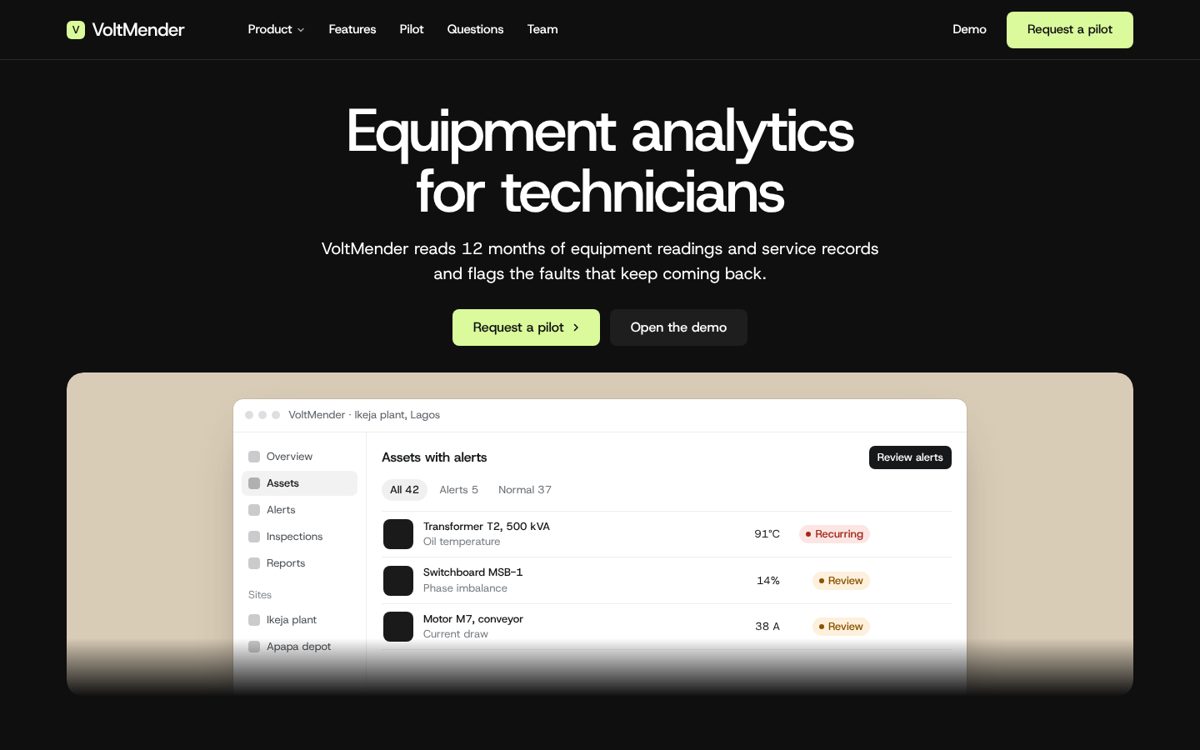 V VoltMender
Product Features Pilot Questions Team
Demo Request a pilot
Equipment analytics
for technicians
VoltMender reads 12 months of equipment readings and service records
and flags the faults that keep coming back.
Request a pilot Open the demo
VoltMender · Ikeja plant, Lagos
Overview
Assets
Alerts
Inspections
Reports
Sites
Ikeja plant
Apapa depot
Assets with alerts
Review alerts
All 42 Alerts 5 Normal 37
Transformer T2, 500 kVA
Oil temperature
91°C Recurring
Switchboard MSB-1
Phase imbalance
14% Review
Motor M7, conveyor
Current draw
38 A Review